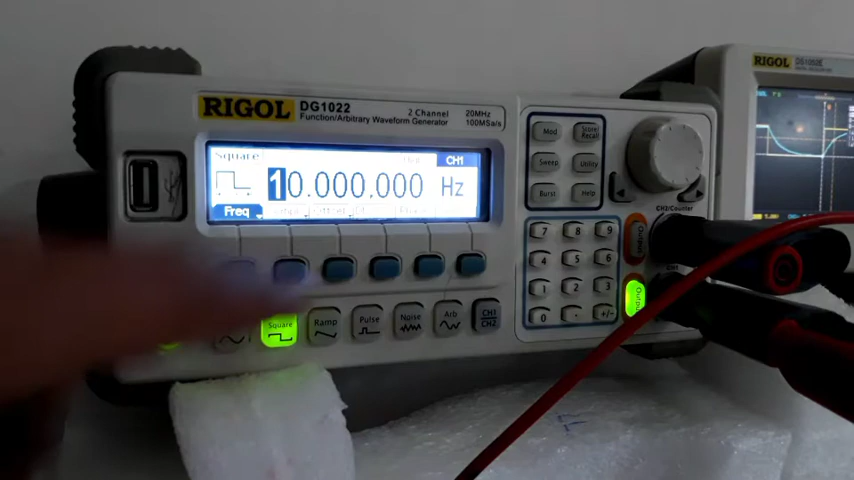 RIGOL
DG1022
Function/Arbitrary Waveform Generator
2 Channel
20MHz
100MSa/s
Square
CH1
10.000,000 Hz
Freq
Mod
Store/
Recall
Sweep
Utility
Burst
Help
7
8
9
4
5
6
1
2
3
0
.
+/-
Square
Ramp
Pulse
Noise
Arb
CH1
CH2
CH2/Counter
Output
Output
RIGOL